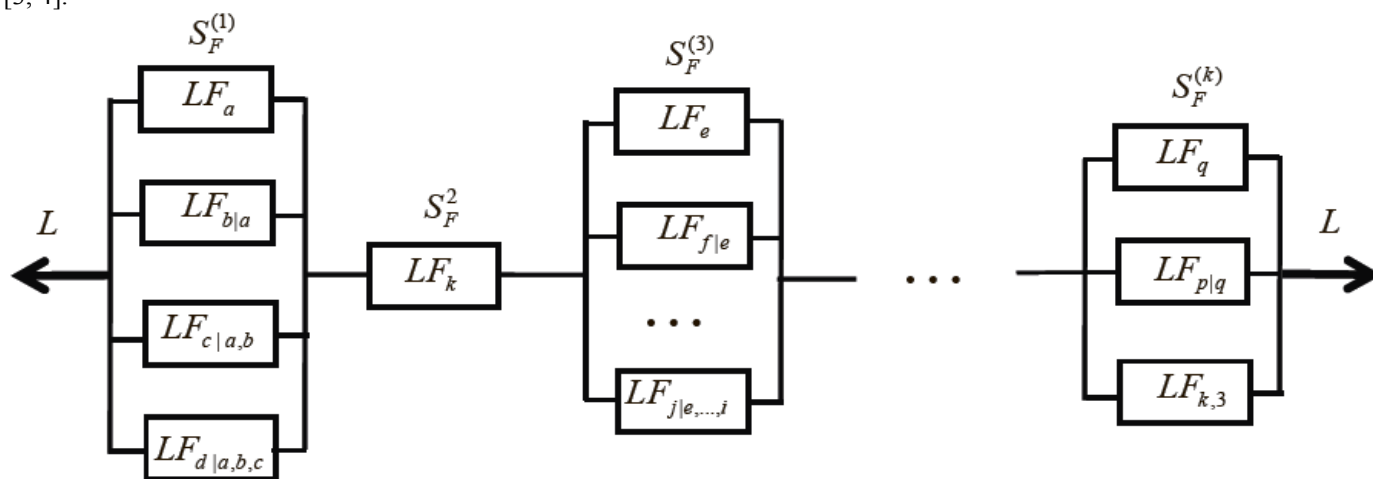 [3, 4].
S_F^{(1)}
LF_a
LF_{b|a}
LF_{c|a,b}
LF_{d|a,b,c}
L
S_F^2
LF_k
S_F^{(3)}
LF_e
LF_{f|e}
...
LF_{j|e,...,i}
...
S_F^{(k)}
LF_q
LF_{p|q}
LF_{k,3}
L